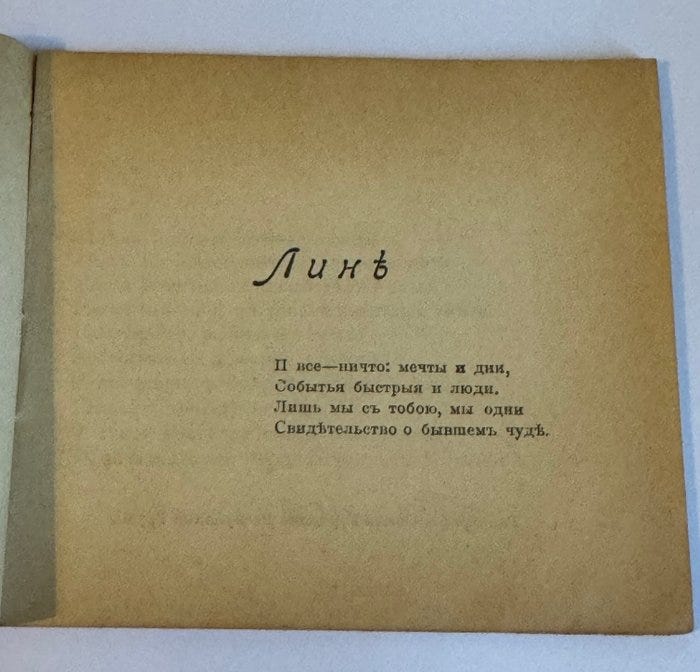 Линѣ
И все—ничто: мечты и дни,
Событья быстрыя и люди.
Лишь мы съ тобою, мы одни
Свидѣтельство о бывшемъ чудѣ.